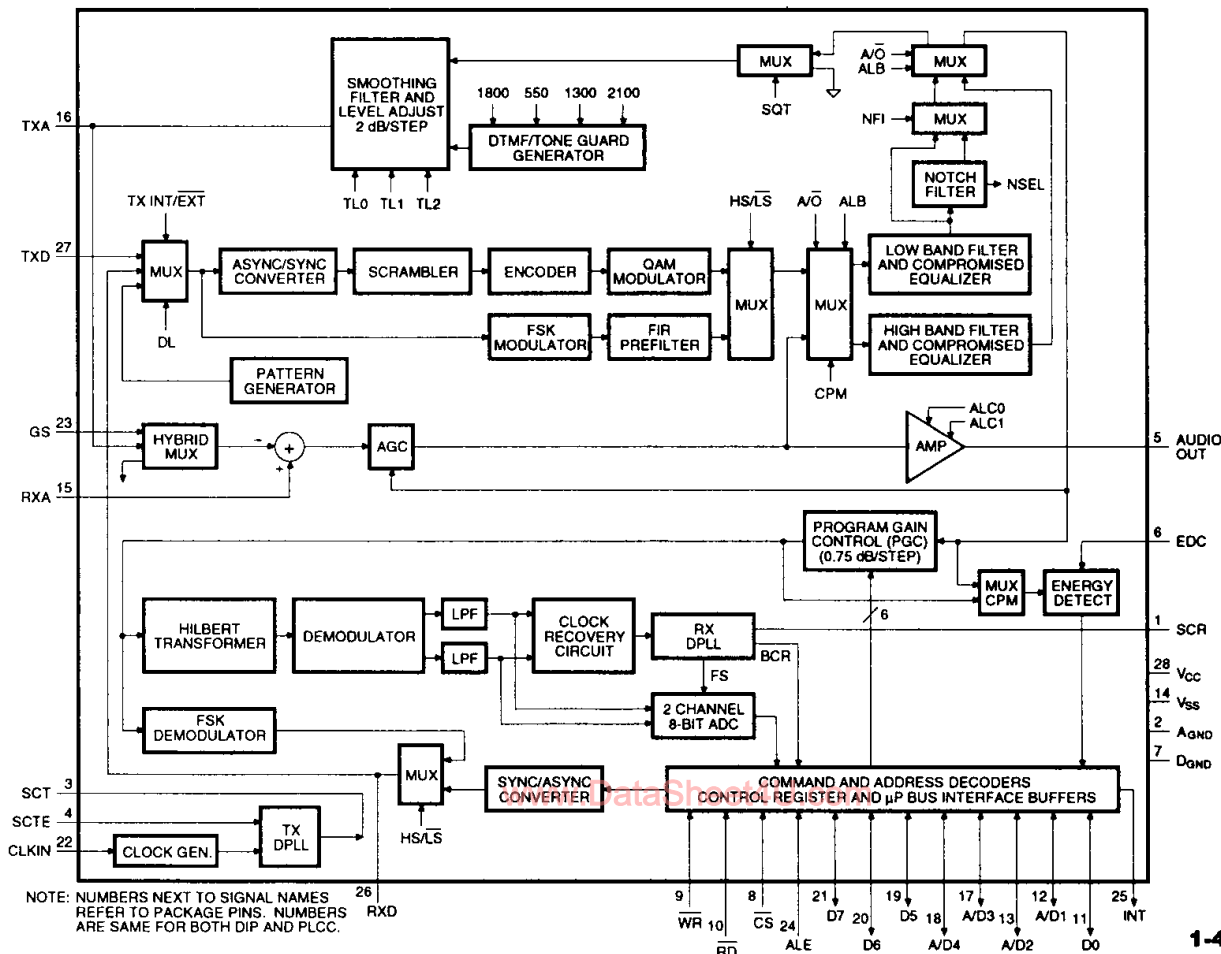 MUX
SQT
A/O̅
ALB
MUX
SMOOTHING
FILTER AND
LEVEL ADJUST
2 dB/STEP
1800 550 1300 2100
DTMF/TONE GUARD
GENERATOR
NFI
MUX
TXA 16
TL0 TL1 TL2
NOTCH
FILTER
NSEL
TX INT/E̅X̅T̅
HS/L̅S̅
A/O̅
ALB
TXD 27
MUX
ASYNC/SYNC
CONVERTER
SCRAMBLER
ENCODER
QAM
MODULATOR
MUX
MUX
LOW BAND FILTER
AND COMPROMISED
EQUALIZER
DL
FSK
MODULATOR
FIR
PREFILTER
HIGH BAND FILTER
AND COMPROMISED
EQUALIZER
PATTERN
GENERATOR
CPM
GS 23
HYBRID
MUX
-
+
+
AGC
ALC0
ALC1
AMP
5 AUDIO
OUT
RXA 15
PROGRAM GAIN
CONTROL (PGC)
(0.75 dB/STEP)
6 EDC
MUX
CPM
ENERGY
DETECT
6
HILBERT
TRANSFORMER
DEMODULATOR
LPF
LPF
CLOCK
RECOVERY
CIRCUIT
RX
DPLL
BCR
FS
1 SCR
28 VCC
14 VSS
2 AGND
7 DGND
2 CHANNEL
8-BIT ADC
FSK
DEMODULATOR
MUX
HS/L̅S̅
SYNC/ASYNC
CONVERTER
COMMAND AND ADDRESS DECODERS
CONTROL REGISTER AND µP BUS INTERFACE BUFFERS
www.DataSheet4U.com
SCT 3
SCTE 4
CLKIN 22
CLOCK GEN.
TX
DPLL
NOTE: NUMBERS NEXT TO SIGNAL NAMES
REFER TO PACKAGE PINS. NUMBERS
ARE SAME FOR BOTH DIP AND PLCC.
26
RXD
9 W̅R̅
10 R̅D̅
8 C̅S̅
24 ALE
21 D7
20 D6
19 D5
18 A/D4
17 A/D3
13 A/D2
12 A/D1
11 D0
25 INT
1-4